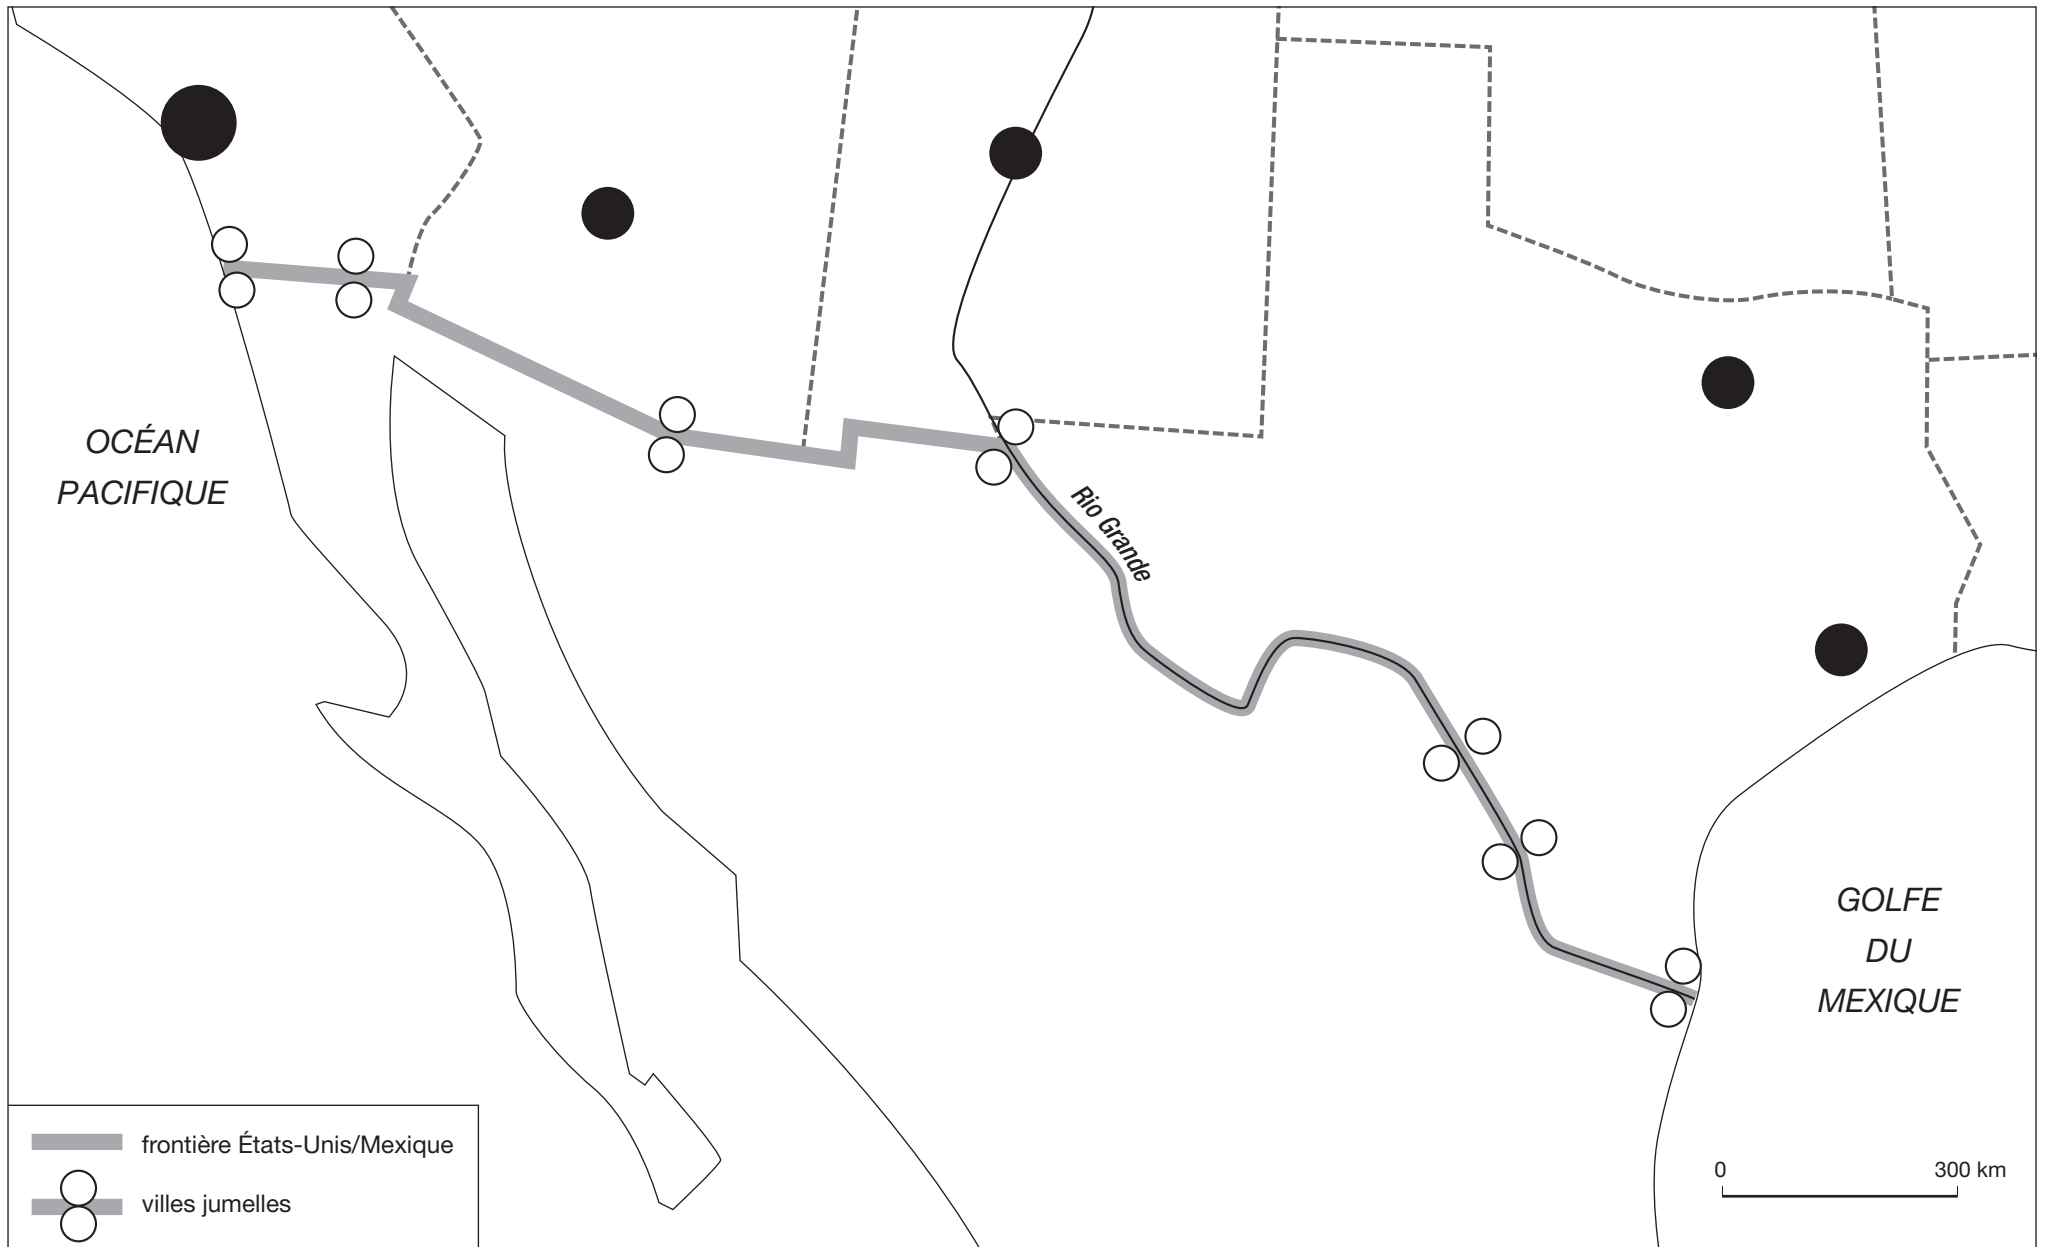 OCÉAN
PACIFIQUE
Rio Grande
GOLFE
DU
MEXIQUE
frontière États-Unis/Mexique
villes jumelles
0 300 km